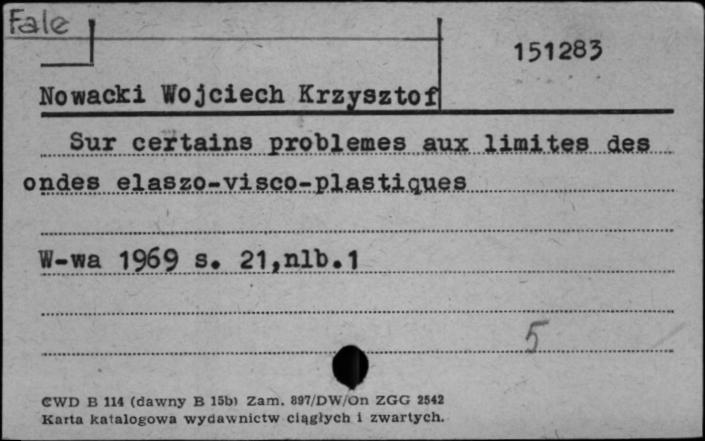 Fale
151283
Nowacki Wojciech Krzysztof
Sur certains problemes aux limites des
ondes elaszo-visco-plastiques
W-wa 1969 s. 21,nlb.1
5
CWD B 114 (dawny B 15b) Zam. 897/DW/On ZGG 2542
Karta katalogowa wydawnictw ciągłych i zwartych.